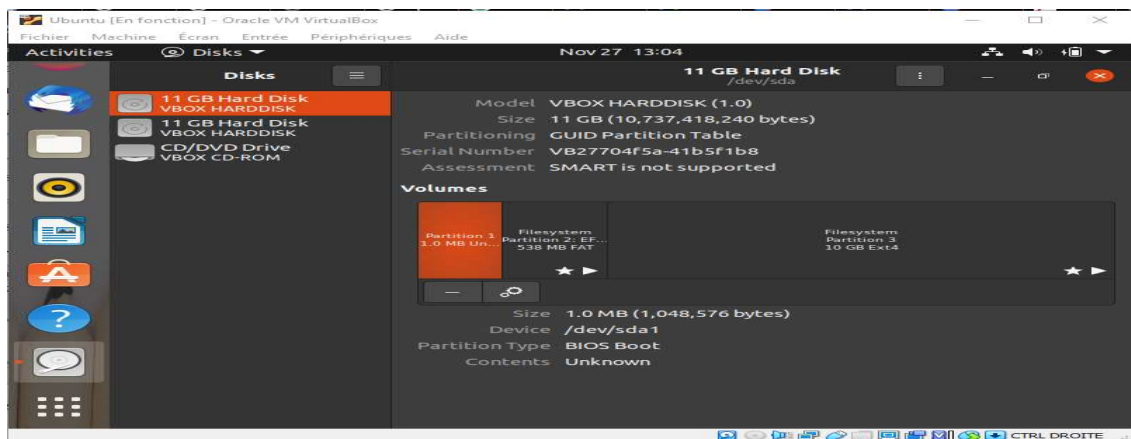 Ubuntu [En fonction] - Oracle VM VirtualBox
Fichier Machine Écran Entrée Périphériques Aide
Activities Disks Nov 27 13:04
Disks
11 GB Hard Disk
/dev/sda
11 GB Hard Disk
VBOX HARDDISK
11 GB Hard Disk
VBOX HARDDISK
CD/DVD Drive
VBOX CD-ROM
Model VBOX HARDDISK (1.0)
Size 11 GB (10,737,418,240 bytes)
Partitioning GUID Partition Table
Serial Number VB27704f5a-41b5f1b8
Assessment SMART is not supported
Volumes
Partition 1
1.0 MB Un...
Filesystem
Partition 2: EF...
538 MB FAT
Filesystem
Partition 3
10 GB Ext4
Size 1.0 MB (1,048,576 bytes)
Device /dev/sda1
Partition Type BIOS Boot
Contents Unknown
CTRL DROITE